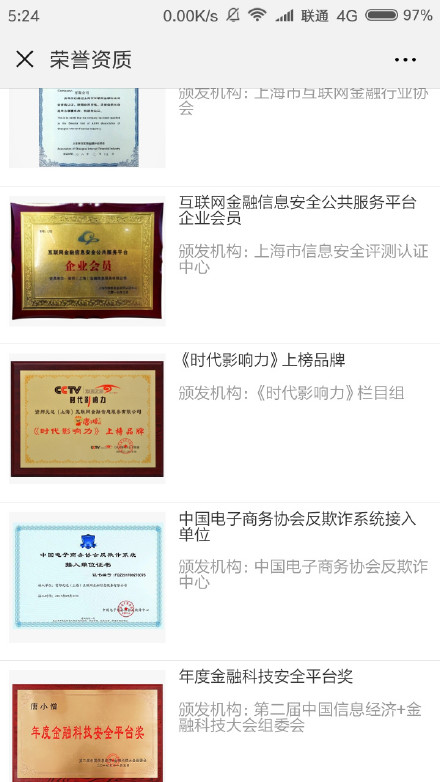 5:24
0.00K/s
联通
4G
97%
荣誉资质
颁发机构：上海市互联网金融行业协
会
互联网金融信息安全公共服务平台
企业会员
互联网金融信息安全公共服务平台
企业会员
颁发机构：上海市信息安全评测认证
中心
《时代影响力》上榜品牌
CCTV
时代影响力
《时代影响力》上榜品牌
颁发机构：《时代影响力》栏目组
中国电子商务协会反欺诈系统接入
单位
中国电子商务协会反欺诈系统
接入单位证书
颁发机构：中国电子商务协会反欺诈
中心
年度金融科技安全平台奖
唐小僧
年度金融科技安全平台奖
颁发机构：第二届中国信息经济+金
融科技大会组委会